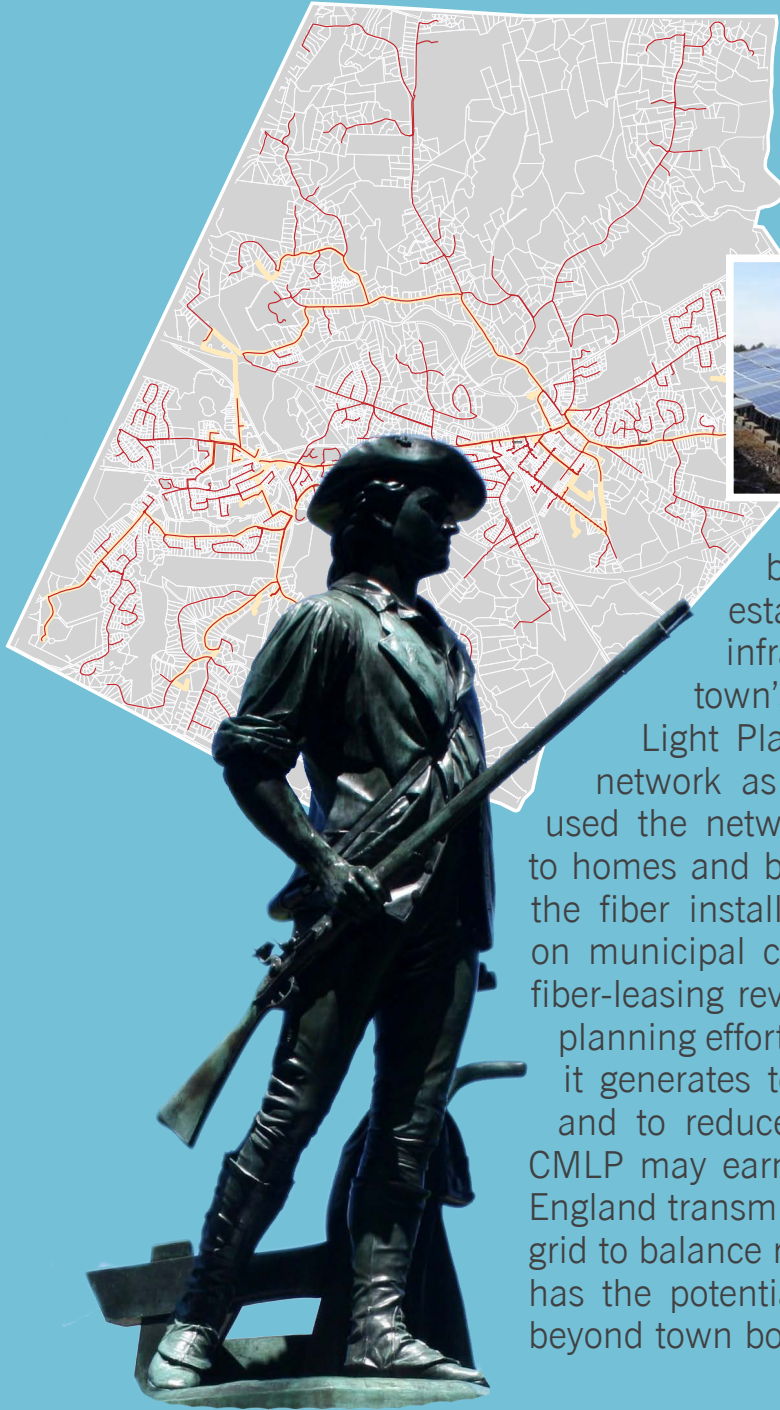 b
esta
infra
town'
Light Pla
network as
used the netw
to homes and b
the fiber install
on municipal c
fiber-leasing rev
planning effort
it generates to
and to reduce
CMLP may earn
England transm
grid to balance r
has the potentia
beyond town bo